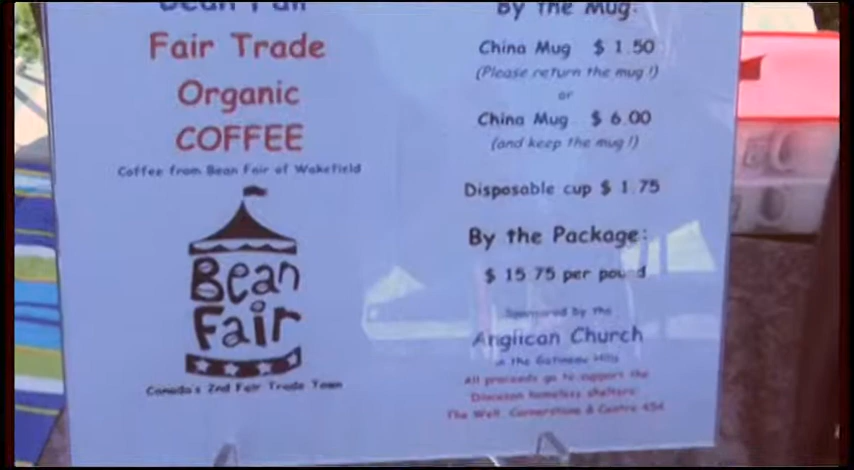 Bean Fair
Fair Trade
Organic
COFFEE
Coffee from Bean Fair of Wakefield
Bean
Fair
Canada's 2nd Fair Trade Town
By the Mug:
China Mug $ 1.50
(Please return the mug !)
or
China Mug $ 6.00
(and keep the mug !)
Disposable cup $ 1.75
By the Package:
$ 15.75 per pound
Sponsored by the
Anglican Church
in the Gatineau Hills
All proceeds go to support the
Diocesan homeless shelters:
The Well, Cornerstone & Centre 454